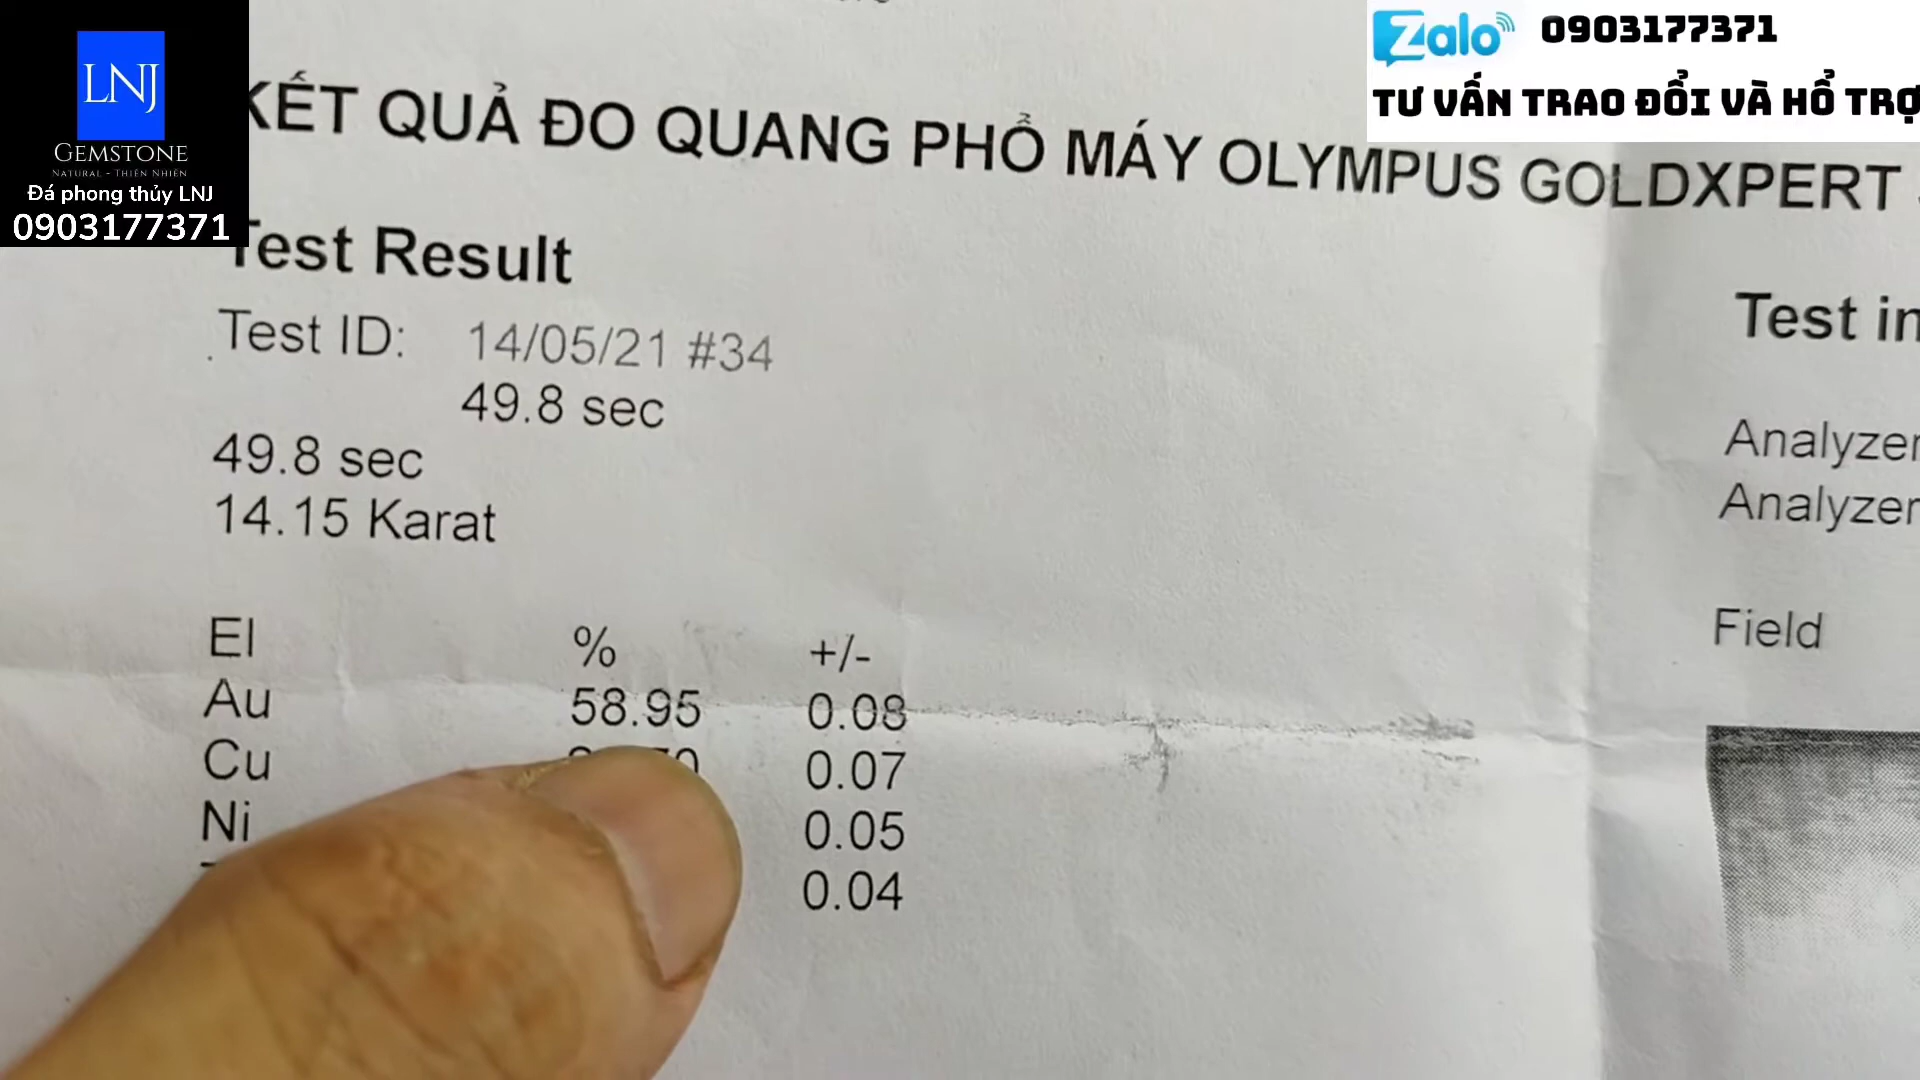 LNJ
GEMSTONE
NATURAL - THIÊN NHIÊN
Đá phong thủy LNJ
0903177371
Zalo 0903177371
TƯ VẤN TRAO ĐỔI VÀ HỔ TRỢ
KẾT QUẢ ĐO QUANG PHỔ MÁY OLYMPUS GOLDXPERT
Test Result
Test ID: 14/05/21 #34
49.8 sec
49.8 sec
14.15 Karat
El % +/-
Au 58.95 0.08
Cu 0.07
Ni 0.05
0.04
Test in
Analyzer
Analyzer
Field